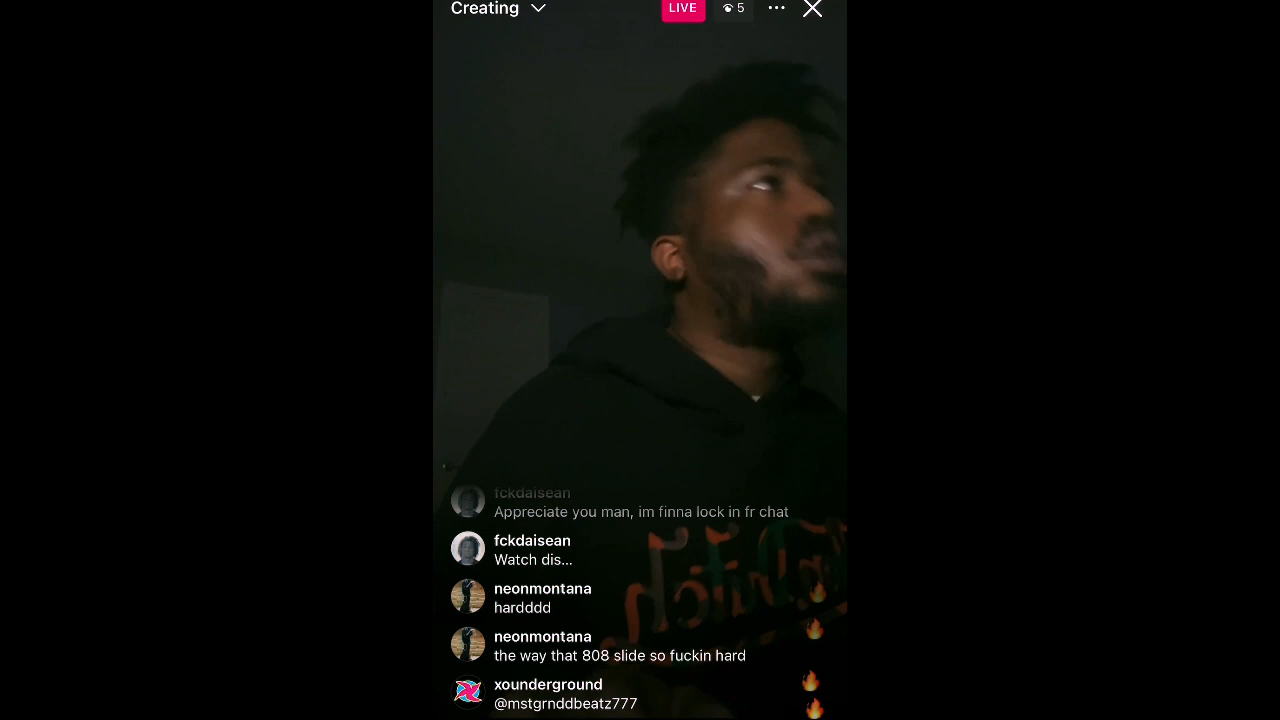 Creating
LIVE
5
fckdaisean
Appreciate you man, im finna lock in fr chat
fckdaisean
Watch dis...
neonmontana
hardddd
neonmontana
the way that 808 slide so fuckin hard
xounderground
@mstgrnddbeatz777